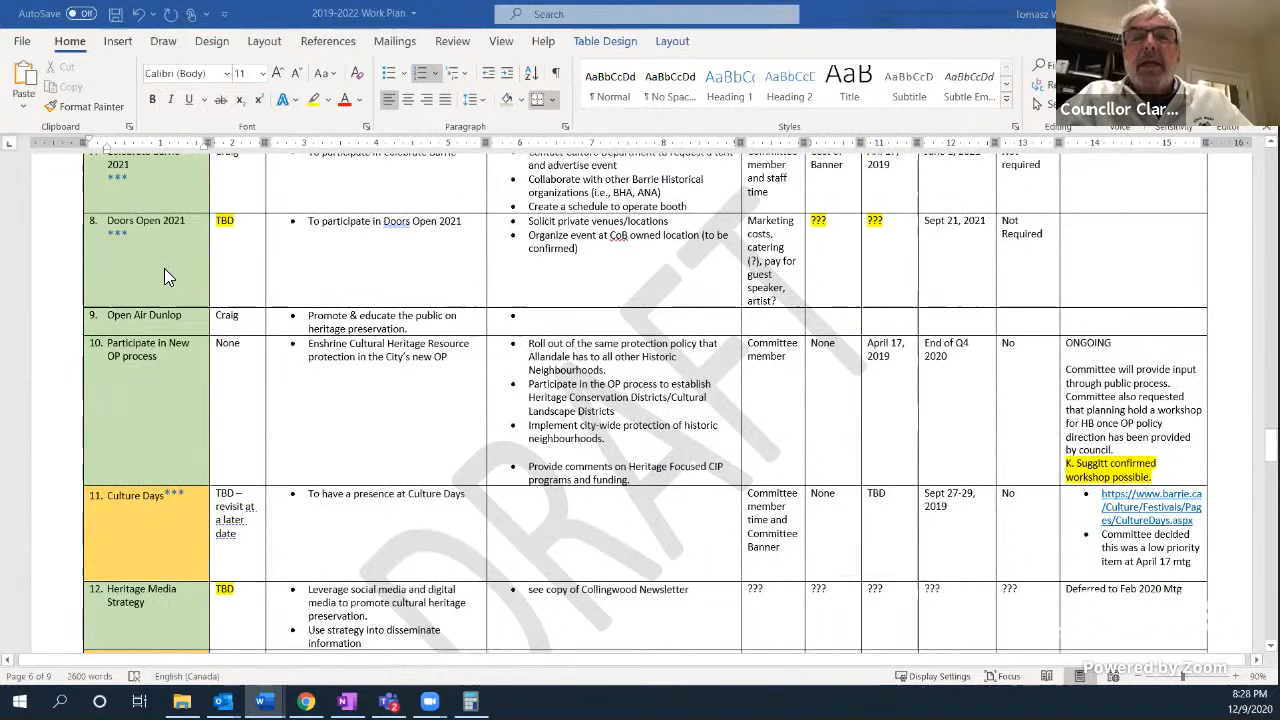 2019-2022 Work Plan
Search
Tomasz
File
Home
Insert
Draw
Design
Layout
References
Mailings
Review
View
Help
Table Design
Layout
Cut
Copy
Paste
Format Painter
Calibri (Body)
11
AaBbCcDd AaBbCcDd AaBbC AaBbCcE AaB AaBbCcD AaBbCcDd
Normal
No Spac...
Heading 1
Heading 2
Title
Subtitle
Subtle Em...
Clipboard
Font
Paragraph
Styles
Editing
Voice
Sensitivity
Editor
Councllor Clar...
2021
***
Craig
and advertise event
Collaborate with other Barrie Historical
organizations (i.e., BHA, ANA)
Create a schedule to operate booth
member
and staff
time
Banner
2019
required
8. Doors Open 2021
***
TBD
To participate in Doors Open 2021
Solicit private venues/locations
Organize event at CoB owned location (to be
confirmed)
Marketing
costs,
catering
(?), pay for
guest
speaker,
artist?
???
???
Sept 21, 2021
Not
Required
9. Open Air Dunlop
Craig
Promote & educate the public on
heritage preservation.
10. Participate in New
OP process
None
Enshrine Cultural Heritage Resource
protection in the City's new OP
Roll out of the same protection policy that
Allandale has to all other Historic
Neighbourhoods.
Participate in the OP process to establish
Heritage Conservation Districts/Cultural
Landscape Districts
Implement city-wide protection of historic
neighbourhoods.
Provide comments on Heritage Focused CIP
programs and funding.
Committee
member
None
April 17,
2019
End of Q4
2020
No
ONGOING
Committee will provide input
through public process.
Committee also requested
that planning hold a workshop
for HB once OP policy
direction has been provided
by council.
K. Suggitt confirmed
workshop possible.
11. Culture Days***
TBD –
revisit at
a later
date
To have a presence at Culture Days
Committee
member
time and
Committee
Banner
None
TBD
Sept 27-29,
2019
No
https://www.barrie.ca
/Culture/Festivals/Pag
es/CultureDays.aspx
Committee decided
this was a low priority
item at April 17 mtg
12. Heritage Media
Strategy
TBD
Leverage social media and digital
media to promote cultural heritage
preservation.
Use strategy into disseminate
information
see copy of Collingwood Newsletter
???
???
???
???
???
Deferred to Feb 2020 Mtg
DRAFT
Powered by Zoom
Page 6 of 9
2600 words
English (Canada)
Display Settings
Focus
90%
8:28 PM
12/9/2020